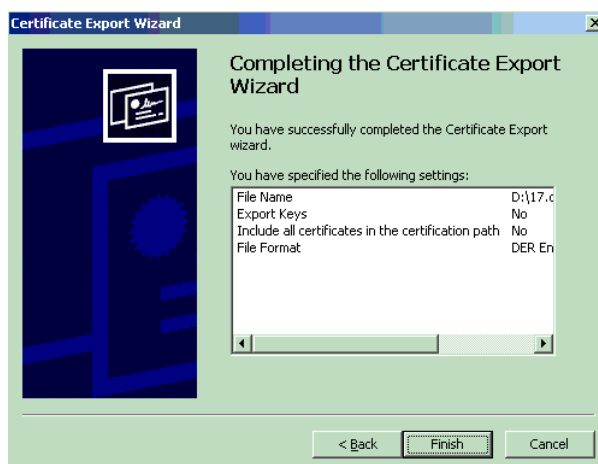 Certificate Export Wizard
Completing the Certificate Export
Wizard
You have successfully completed the Certificate Export
wizard.
You have specified the following settings:
File Name D:\17.c
Export Keys No
Include all certificates in the certification path No
File Format DER En
< Back Finish Cancel